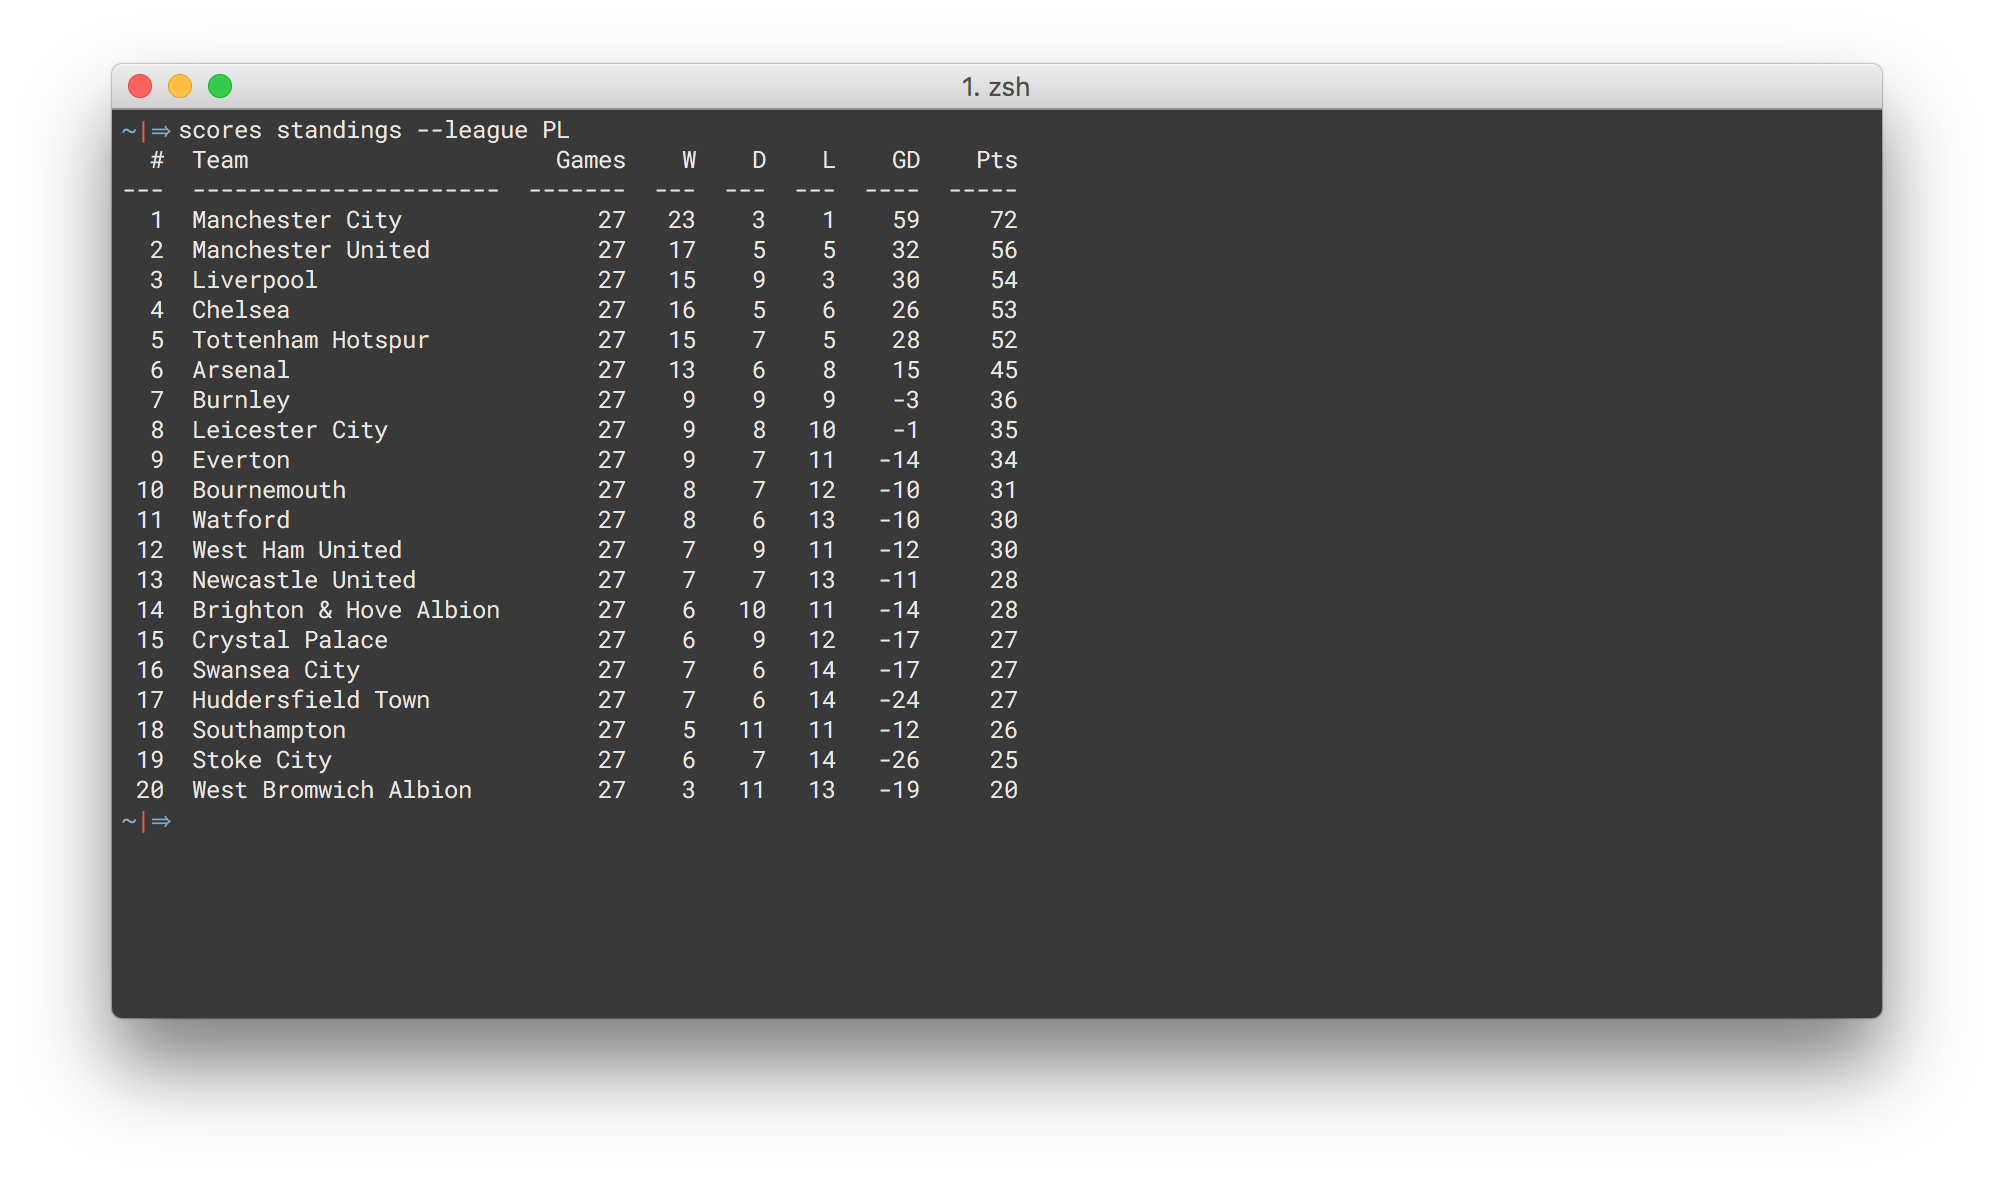 1. zsh
~|⇒ scores standings --league PL
  #  Team                    Games    W    D    L    GD    Pts
---  ----------------------  -------  ---  ---  ---  ----  -----
  1  Manchester City              27   23    3    1    59     72
  2  Manchester United            27   17    5    5    32     56
  3  Liverpool                    27   15    9    3    30     54
  4  Chelsea                      27   16    5    6    26     53
  5  Tottenham Hotspur            27   15    7    5    28     52
  6  Arsenal                      27   13    6    8    15     45
  7  Burnley                      27    9    9    9    -3     36
  8  Leicester City               27    9    8   10    -1     35
  9  Everton                      27    9    7   11   -14     34
 10  Bournemouth                  27    8    7   12   -10     31
 11  Watford                      27    8    6   13   -10     30
 12  West Ham United              27    7    9   11   -12     30
 13  Newcastle United             27    7    7   13   -11     28
 14  Brighton & Hove Albion       27    6   10   11   -14     28
 15  Crystal Palace               27    6    9   12   -17     27
 16  Swansea City                 27    7    6   14   -17     27
 17  Huddersfield Town            27    7    6   14   -24     27
 18  Southampton                  27    5   11   11   -12     26
 19  Stoke City                   27    6    7   14   -26     25
 20  West Bromwich Albion         27    3   11   13   -19     20
~|⇒